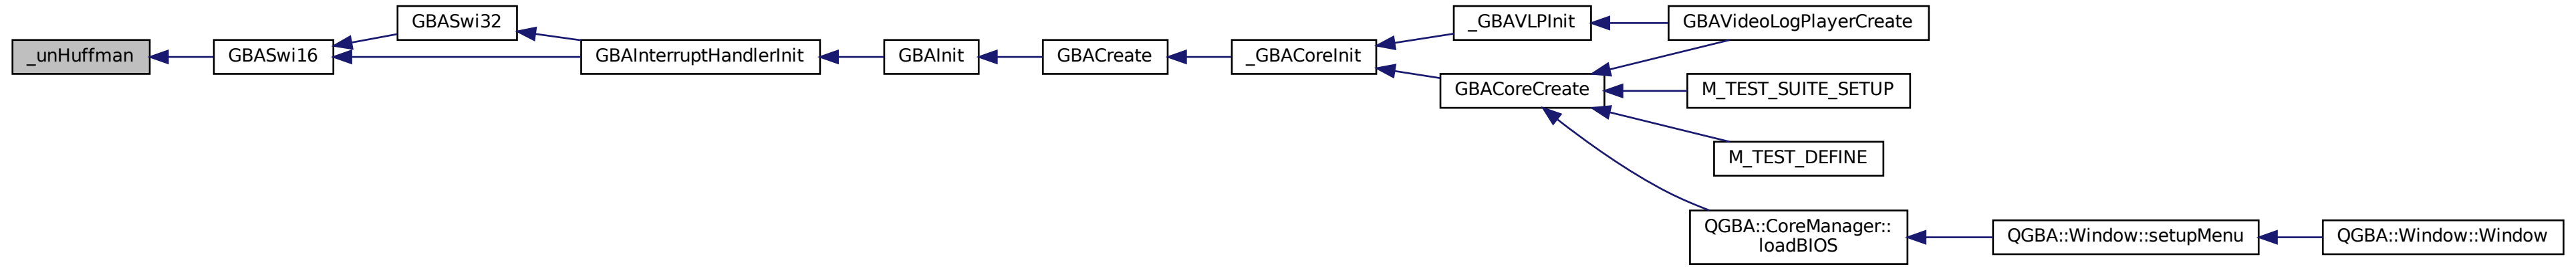 _unHuffman
GBASwi16
GBASwi32
GBAInterruptHandlerInit
GBAInit
GBACreate
_GBACoreInit
_GBAVLPInit
GBAVideoLogPlayerCreate
GBACoreCreate
M_TEST_SUITE_SETUP
M_TEST_DEFINE
QGBA::CoreManager::
loadBIOS
QGBA::Window::setupMenu
QGBA::Window::Window